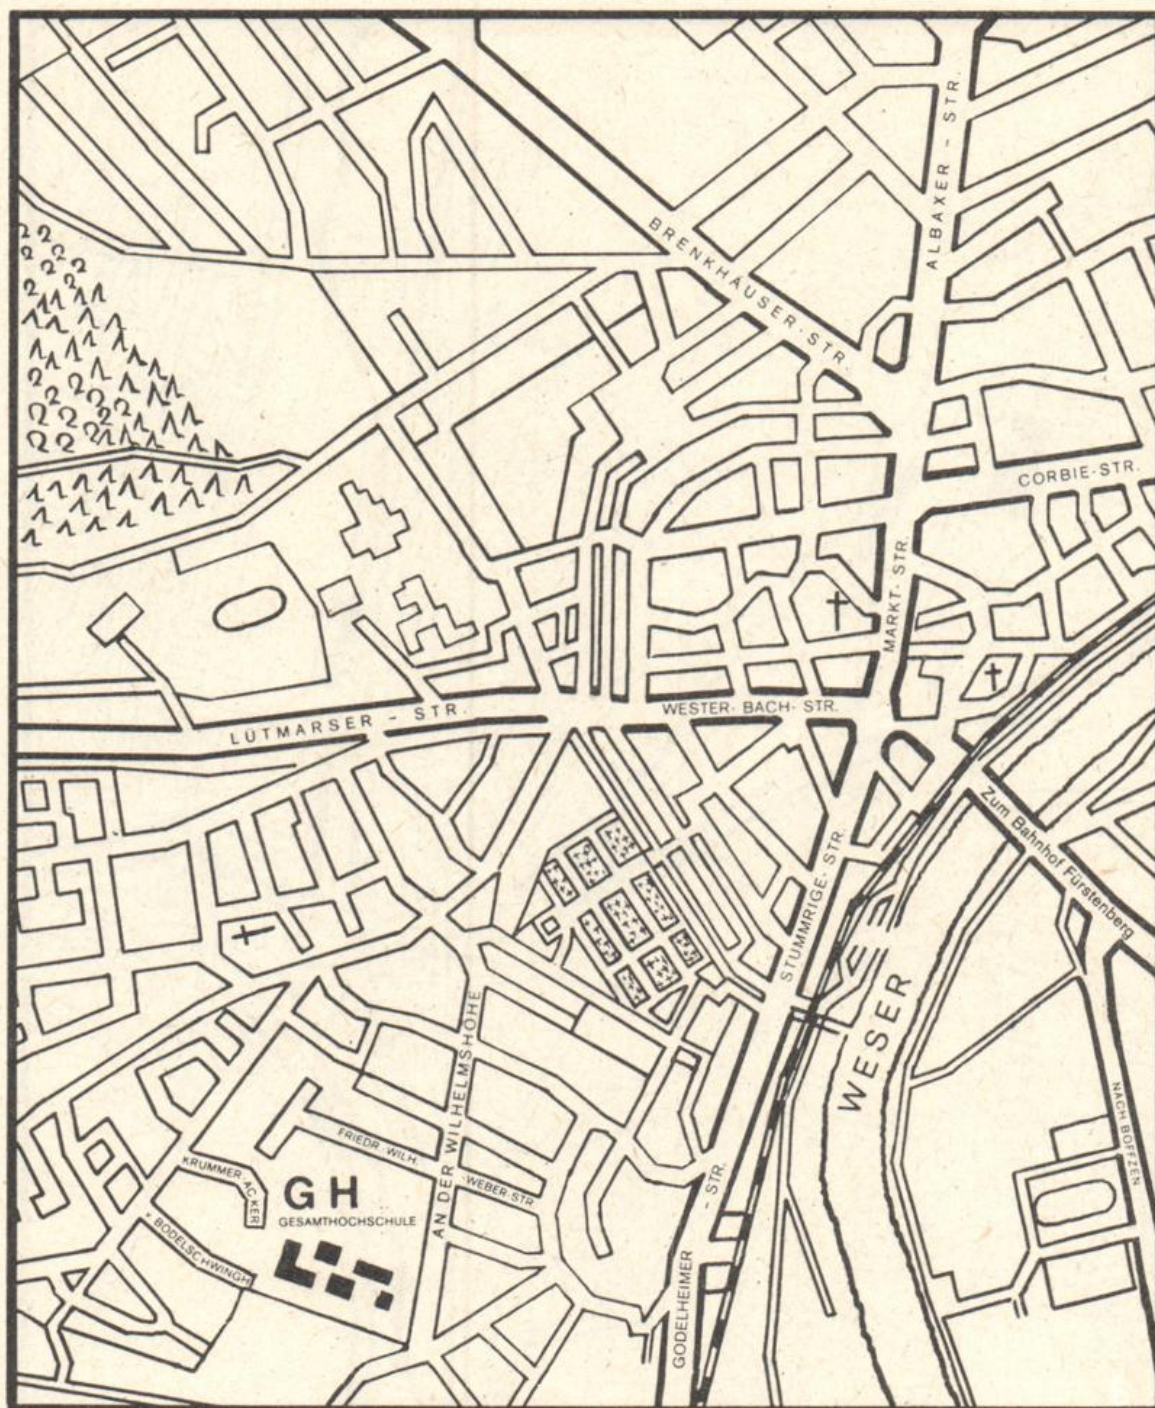 ALBAXER - STR.
BRENKHÄUSER-STR.
CORBIE-STR.
MARKT-STR.
WESTER-BACH-STR.
LÜTMARSER - STR.
Zum Bahnhof Fürstenberg
STUMMRIGE-STR.
WESER
AN DER WILHELMSHÖHE
NACH BOFFZEN
FRIEDR.-WILH.
WEBER-STR.
KRUMMER-ACKER
GH
GESAMTHOCHSCHULE
BODELSCHWINGH
GODELHEIMER
- STR.